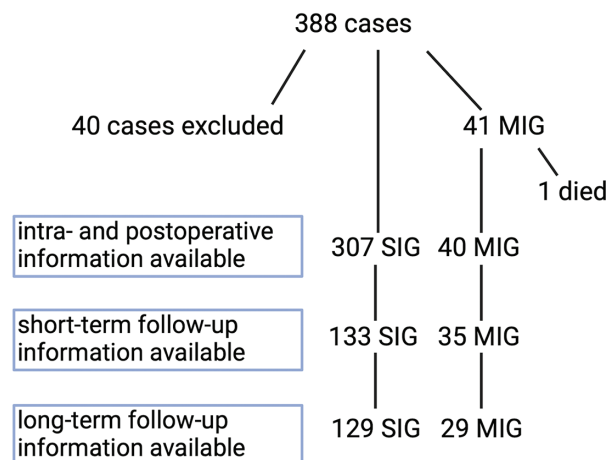 388 cases
40 cases excluded
41 MIG
1 died
intra- and postoperative
information available
307 SIG
40 MIG
short-term follow-up
information available
133 SIG
35 MIG
long-term follow-up
information available
129 SIG
29 MIG